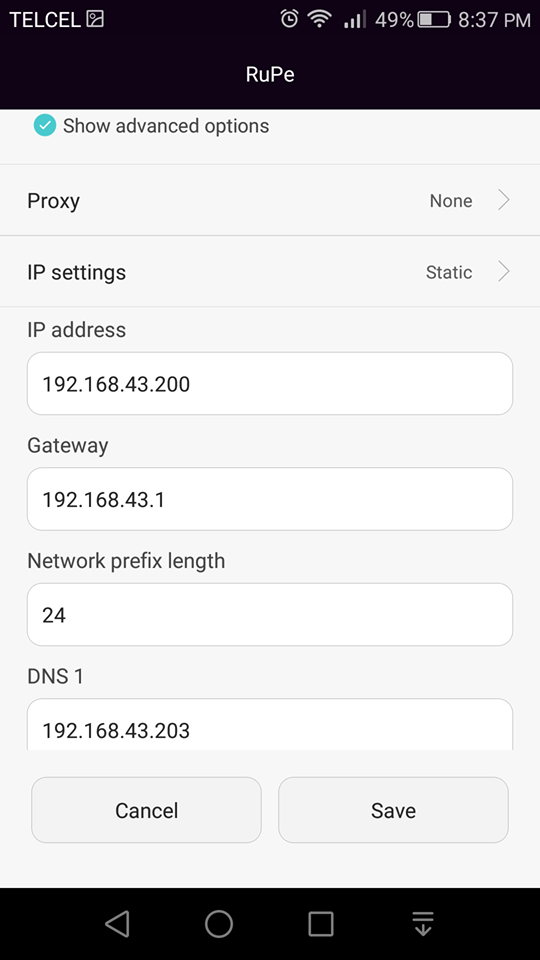 TELCEL 49% 8:37 PM
RuPe
Show advanced options
Proxy None
IP settings Static
IP address
192.168.43.200
Gateway
192.168.43.1
Network prefix length
24
DNS 1
192.168.43.203
Cancel Save